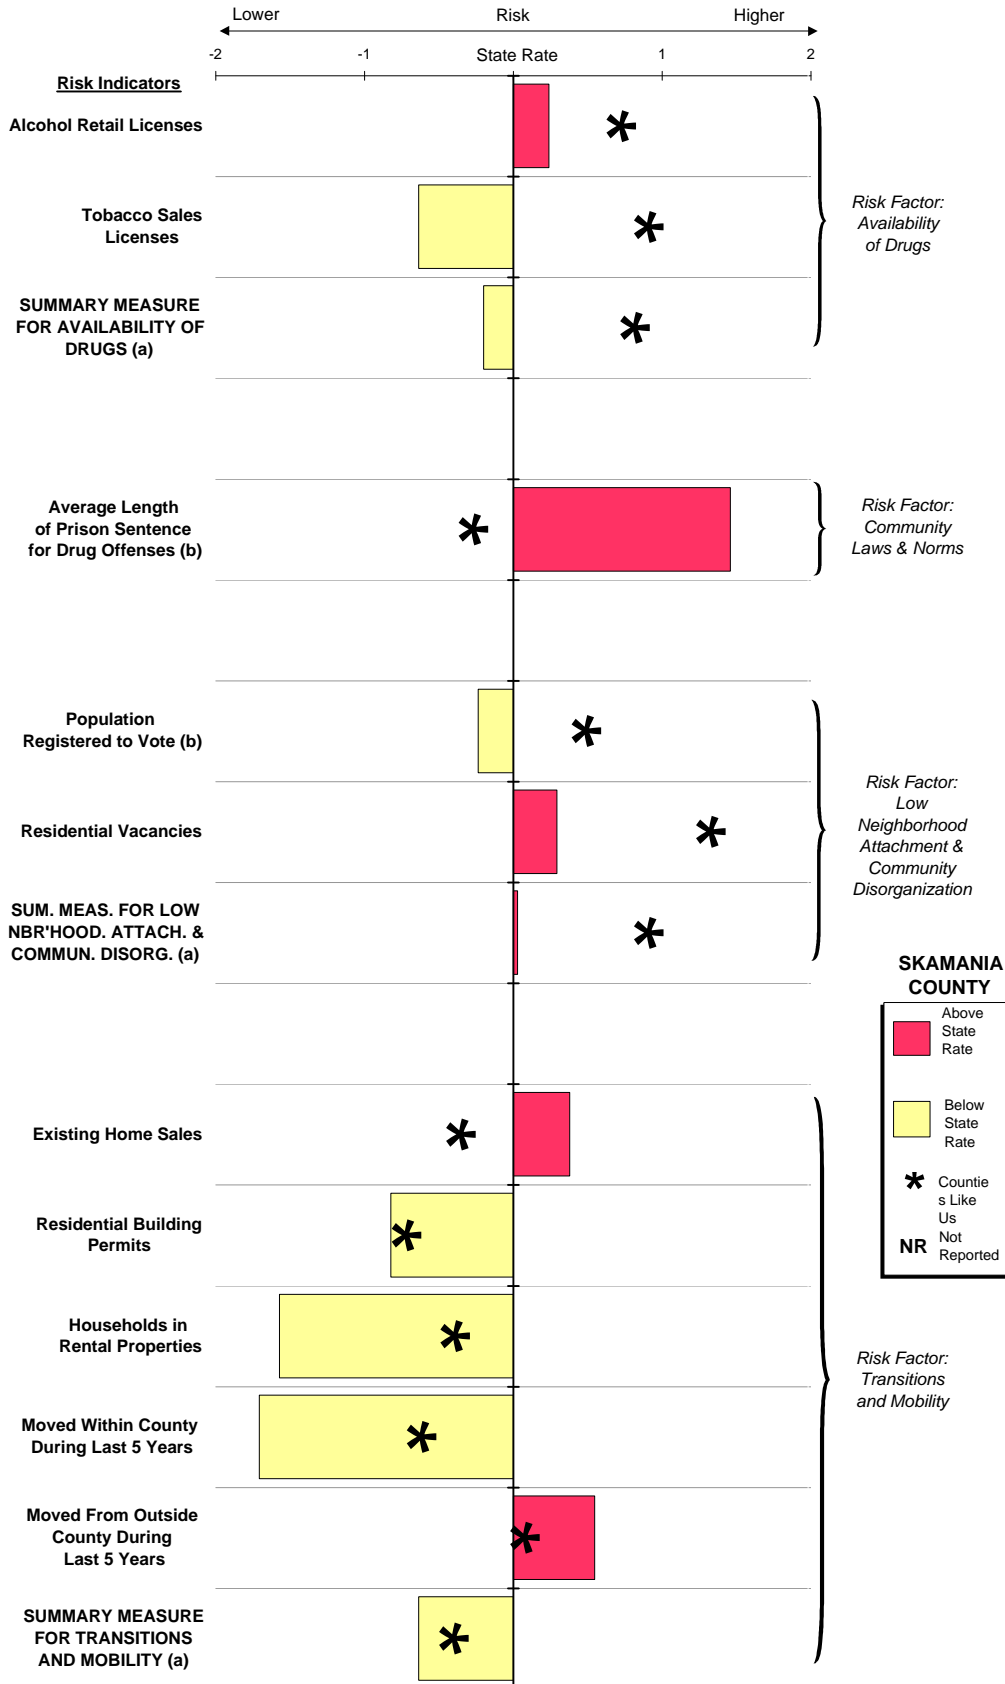 Lower Risk Higher
-2 -1 State Rate 1 2
Risk Indicators
Alcohol Retail Licenses
Tobacco Sales
Licenses
SUMMARY MEASURE
FOR AVAILABILITY OF
DRUGS (a)
Risk Factor:
Availability
of Drugs
Average Length
of Prison Sentence
for Drug Offenses (b)
Risk Factor:
Community
Laws & Norms
Population
Registered to Vote (b)
Residential Vacancies
SUM. MEAS. FOR LOW
NBR'HOOD. ATTACH. &
COMMUN. DISORG. (a)
Risk Factor:
Low
Neighborhood
Attachment &
Community
Disorganization
SKAMANIA
COUNTY
Above
State
Rate
Below
State
Rate
* Countie
s Like
Us
NR Not
Reported
Existing Home Sales
Residential Building
Permits
Households in
Rental Properties
Moved Within County
During Last 5 Years
Moved From Outside
County During
Last 5 Years
SUMMARY MEASURE
FOR TRANSITIONS
AND MOBILITY (a)
Risk Factor:
Transitions
and Mobility